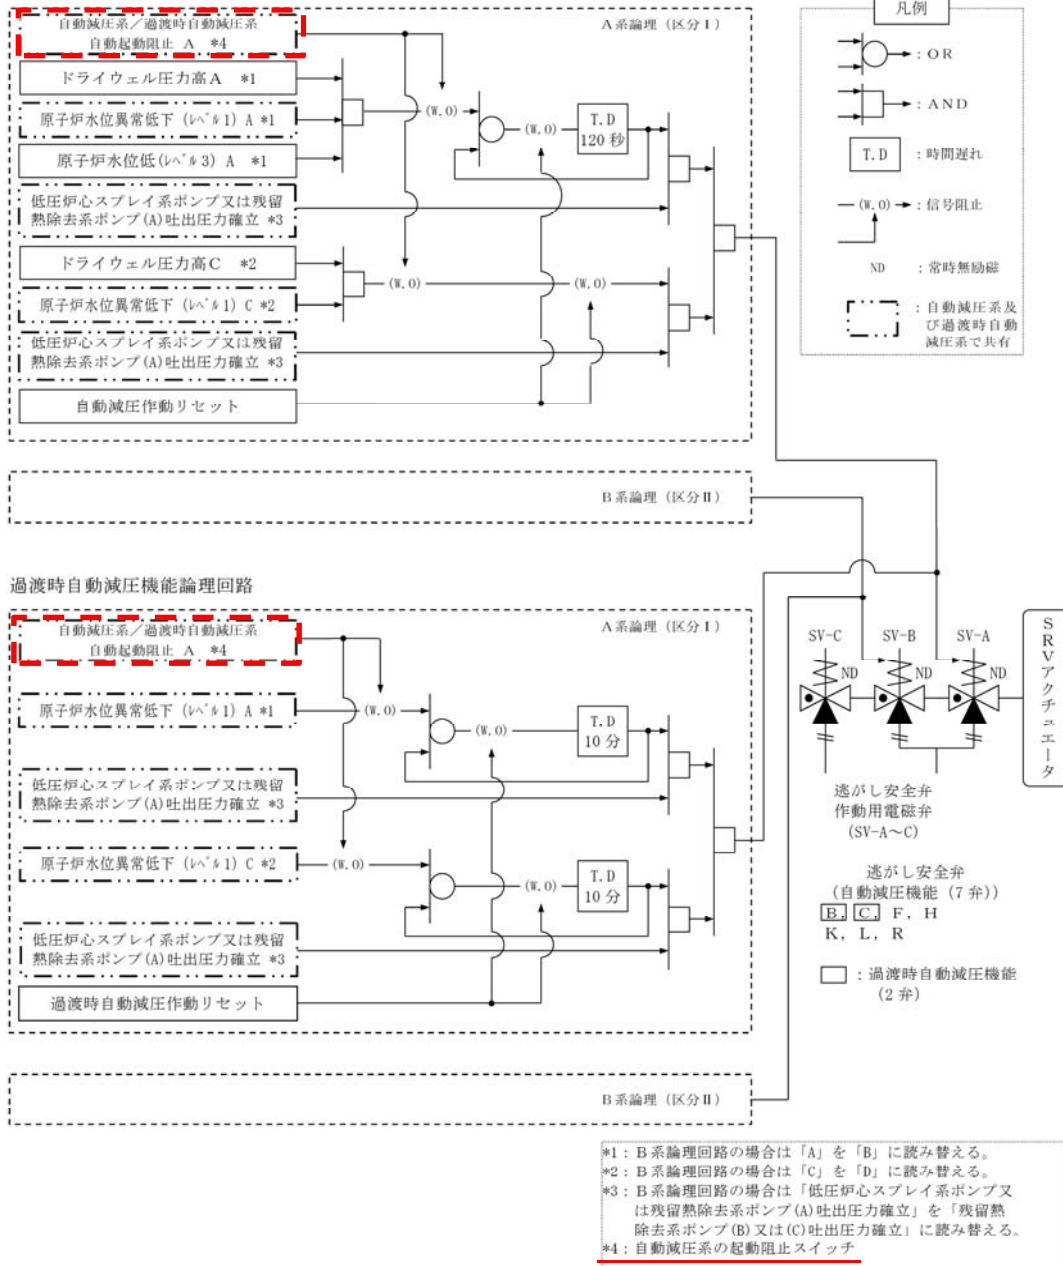 自動減圧系／過渡時自動減圧系
自動起動阻止 A *4
A系論理（区分Ⅰ）
ドライウェル圧力高A *1
原子炉水位異常低下（ﾚﾍﾞﾙ1）A *1
原子炉水位低(ﾚﾍﾞﾙ3) A *1
低圧炉心スプレイ系ポンプ又は残留
熱除去系ポンプ(A)吐出圧力確立 *3
ドライウェル圧力高C *2
原子炉水位異常低下（ﾚﾍﾞﾙ1）C *2
低圧炉心スプレイ系ポンプ又は残留
熱除去系ポンプ(A)吐出圧力確立 *3
自動減圧作動リセット
(W.O)
(W.O)
T.D
120秒
(W.O)
(W.O)
凡例
：OR
：AND
T.D ：時間遅れ
(W.O) ：信号阻止
ND ：常時無励磁
：自動減圧系及
び過渡時自動
減圧系で共有
B系論理（区分Ⅱ）
過渡時自動減圧機能論理回路
自動減圧系／過渡時自動減圧系
自動起動阻止 A *4
A系論理（区分Ⅰ）
原子炉水位異常低下（ﾚﾍﾞﾙ1）A *1
低圧炉心スプレイ系ポンプ又は残留
熱除去系ポンプ(A)吐出圧力確立 *3
原子炉水位異常低下（ﾚﾍﾞﾙ1）C *2
低圧炉心スプレイ系ポンプ又は残留
熱除去系ポンプ(A)吐出圧力確立 *3
過渡時自動減圧作動リセット
(W.O)
(W.O)
T.D
10分
(W.O)
(W.O)
T.D
10分
SV-C
SV-B
SV-A
ND
ND
ND
SRVアクチュエータ
逃がし安全弁
作動用電磁弁
(SV-A～C)
逃がし安全弁
(自動減圧機能（7弁）)
B, C, F, H
K, L, R
：過渡時自動減圧機能
（2弁）
B系論理（区分Ⅱ）
*1：B系論理回路の場合は「A」を「B」に読み替える。
*2：B系論理回路の場合は「C」を「D」に読み替える。
*3：B系論理回路の場合は「低圧炉心スプレイ系ポンプ又
は残留熱除去系ポンプ(A)吐出圧力確立」を「残留熱
除去系ポンプ(B)又は(C)吐出圧力確立」に読み替える。
*4：自動減圧系の起動阻止スイッチ